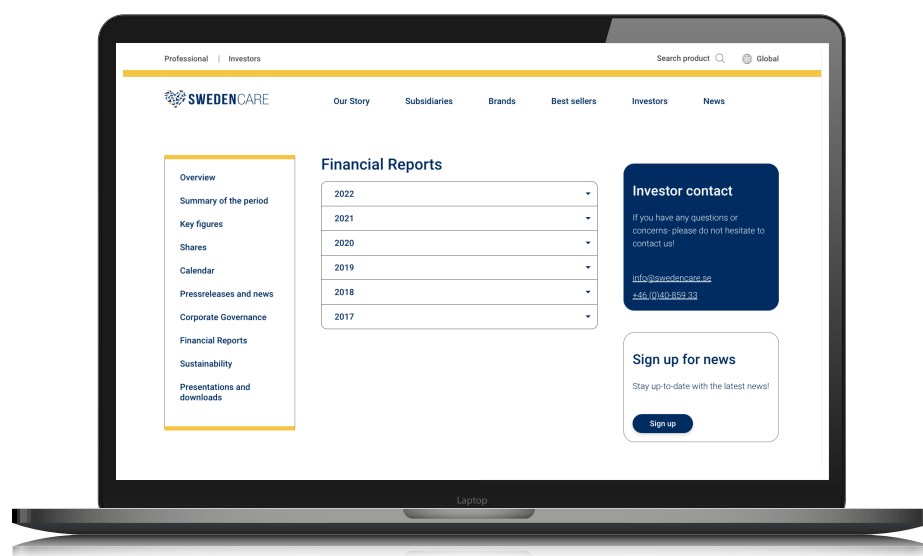 Professional | Investors
Search product
Global
SWEDENCARE
Our Story
Subsidiaries
Brands
Best sellers
Investors
News
Overview
Summary of the period
Key figures
Shares
Calendar
Pressreleases and news
Corporate Governance
Financial Reports
Sustainability
Presentations and
downloads
Financial Reports
2022
2021
2020
2019
2018
2017
Investor contact
If you have any questions or
concerns- please do not hesitate to
contact us!
info@swedencare.se
+46 (0)40-859 33
Sign up for news
Stay up-to-date with the latest news!
Sign up
Laptop